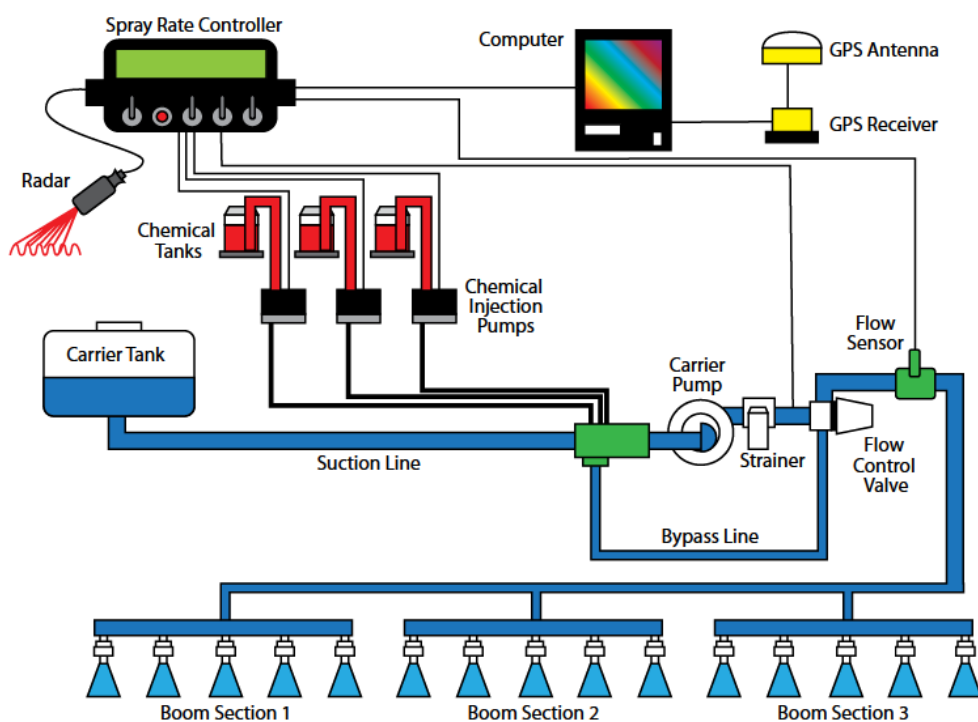 Spray Rate Controller
Computer
GPS Antenna
GPS Receiver
Radar
Chemical
Tanks
Chemical
Injection
Pumps
Flow
Sensor
Carrier Tank
Carrier
Pump
Suction Line
Strainer
Flow
Control
Valve
Bypass Line
Boom Section 1
Boom Section 2
Boom Section 3